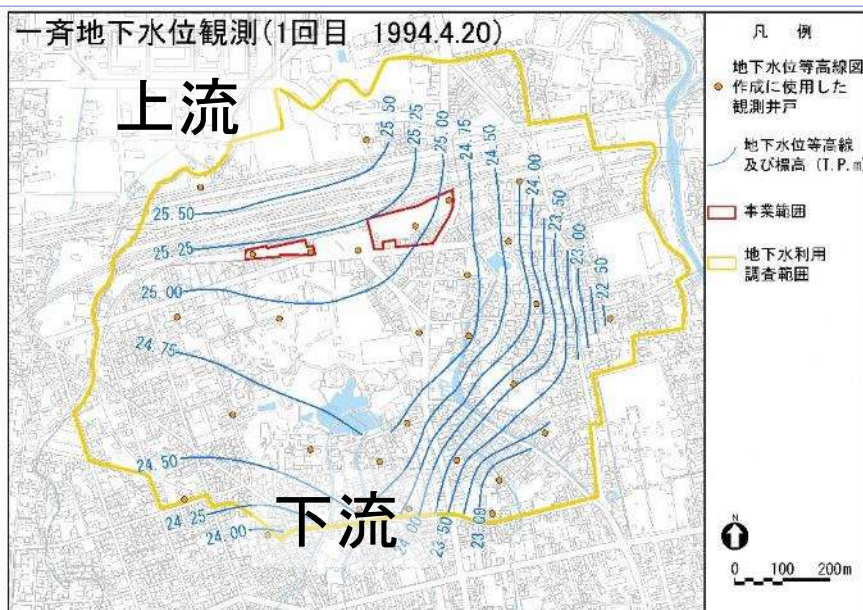 一斉地下水位観測(1回目 1994.4.20)
上流
下流
25.50
25.25
25.00
24.75
24.50
24.00
23.50
23.00
22.50
25.50
25.25
25.00
24.75
24.50
24.25
24.00
24.00
23.50
23.00
凡 例
地下水位等高線図
作成に使用した
観測井戸
地下水位等高線
及び標高 (T.P.m
事業範囲
地下水利用
調査範囲
N
0 100 200m